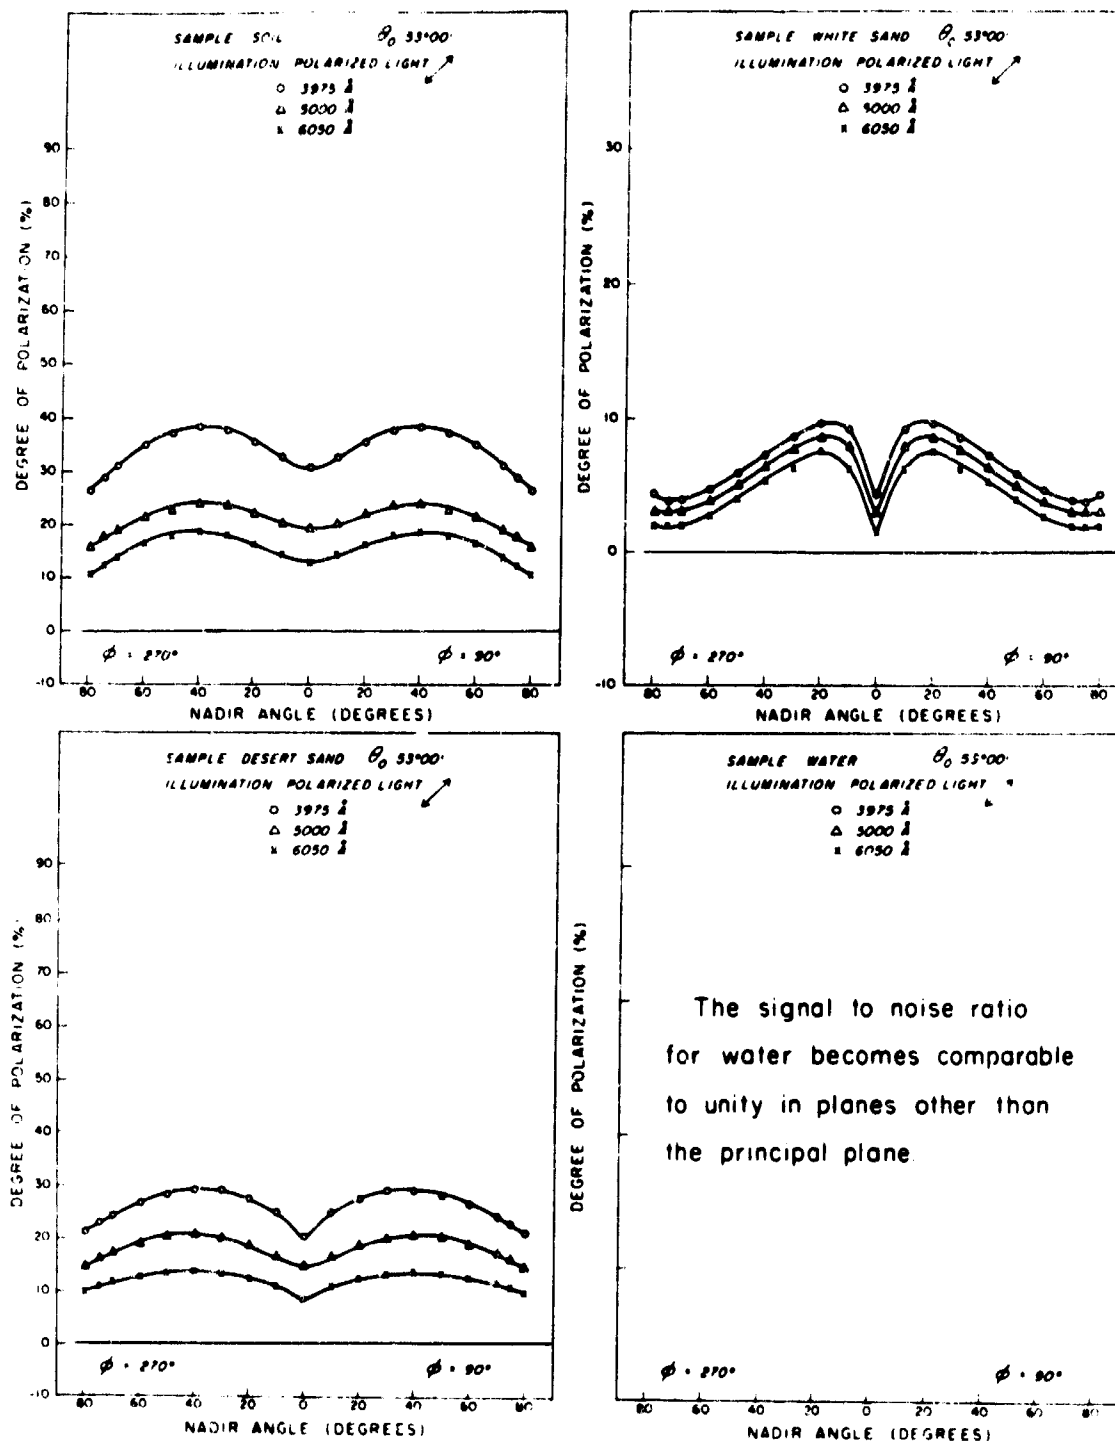 SAMPLE SOIL θ₀ 53°00'
ILLUMINATION POLARIZED LIGHT
○ 3975 Å
△ 5000 Å
× 6050 Å
DEGREE OF POLARIZATION (%)
90
80
70
60
50
40
30
20
10
0
-10
ϕ = 270°
ϕ = 90°
80 60 40 20 0 20 40 60 80
NADIR ANGLE (DEGREES)
SAMPLE WHITE SAND θ₀ 53°00'
ILLUMINATION POLARIZED LIGHT
○ 3975 Å
△ 5000 Å
× 6050 Å
DEGREE OF POLARIZATION (%)
30
20
10
0
-10
ϕ = 270°
ϕ = 90°
80 60 40 20 0 20 40 60 80
NADIR ANGLE (DEGREES)
SAMPLE DESERT SAND θ₀ 53°00'
ILLUMINATION POLARIZED LIGHT
○ 3975 Å
△ 5000 Å
× 6050 Å
DEGREE OF POLARIZATION (%)
90
80
70
60
50
40
30
20
10
0
-10
ϕ = 270°
ϕ = 90°
80 60 40 20 0 20 40 60 80
NADIR ANGLE (DEGREES)
SAMPLE WATER θ₀ 53°00'
ILLUMINATION POLARIZED LIGHT
○ 3975 Å
△ 5000 Å
× 6050 Å
DEGREE OF POLARIZATION (%)
The signal to noise ratio
for water becomes comparable
to unity in planes other than
the principal plane.
ϕ = 270°
ϕ = 90°
80 60 40 20 0 20 40 60 80
NADIR ANGLE (DEGREES)